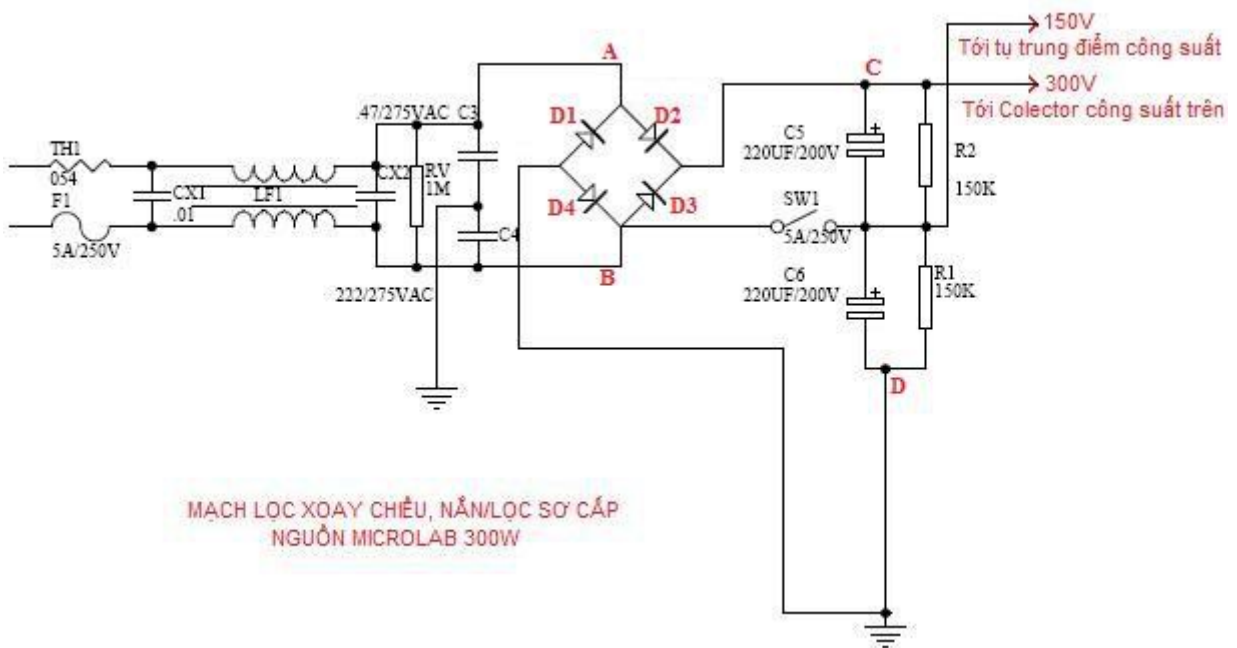 150V
Tới tụ trung điểm công suất
A
C
300V
.47/275VAC
C3
D1
D2
Tới Colector công suất trên
C5
220UF/200V
R2
150K
TH1
054
CX1
.01
LF1
CX2
RV
1M
F1
5A/250V
D4
D3
SW1
5A/250V
C4
B
222/275VAC
C6
220UF/200V
R1
150K
D
MẠCH LỌC XOAY CHIỀU, NẮN/LỌC SƠ CẤP
NGUỒN MICROLAB 300W